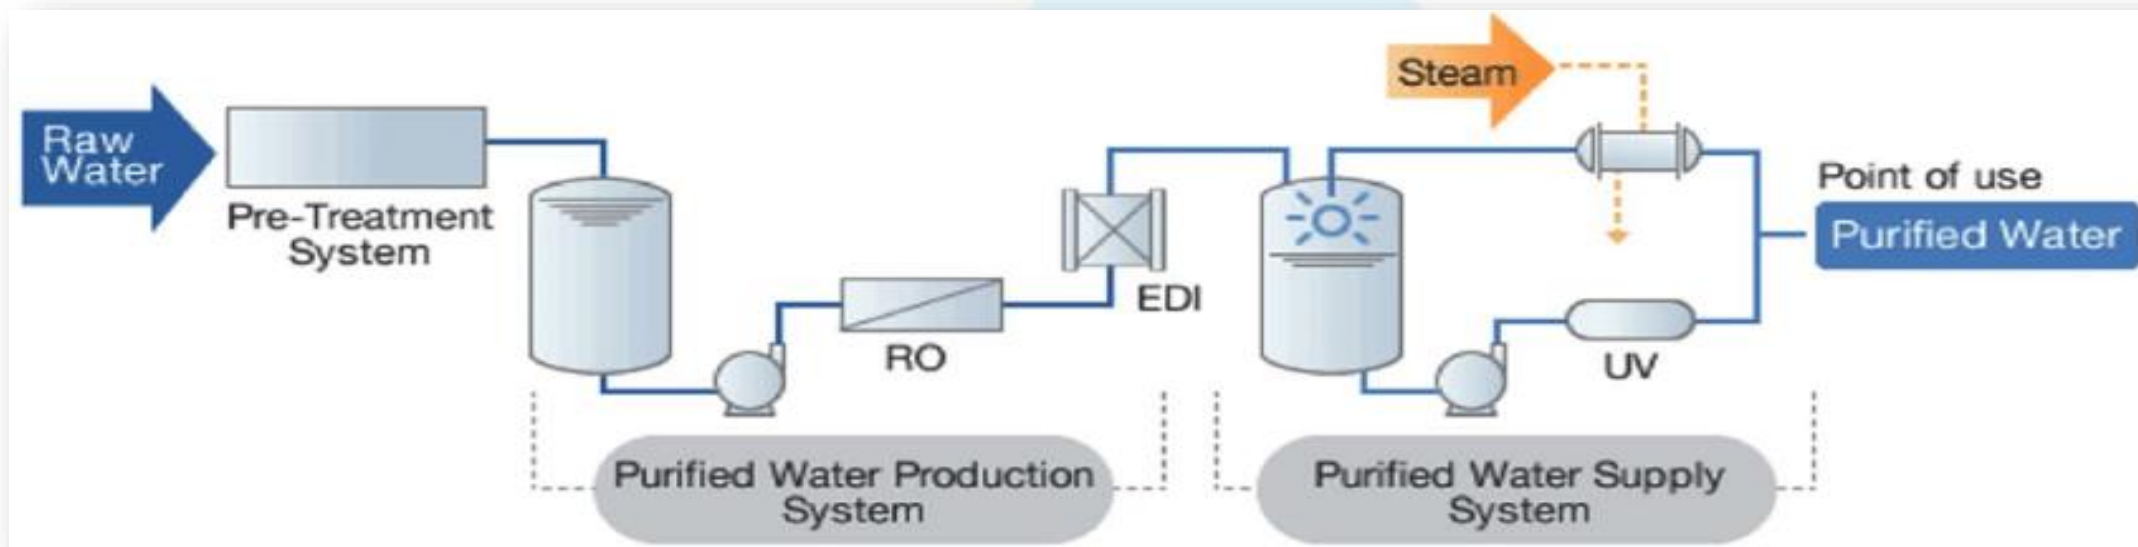 Raw
Water
Pre-Treatment
System
RO
EDI
Purified Water Production
System
Steam
UV
Point of use
Purified Water
Purified Water Supply
System